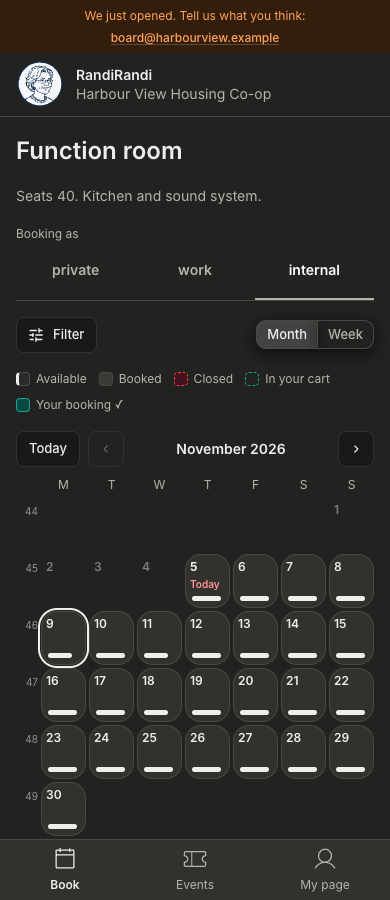 We just opened. Tell us what you think:
board@harbourview.example
RandiRandi
Harbour View Housing Co-op
Function room
Seats 40. Kitchen and sound system.
Booking as
private work internal
Filter Month Week
Available Booked Closed In your cart
Your booking ✓
Today ‹ November 2026 ›
M T W T F S S
44 1
45 2 3 4 5 6 7 8
Today
46 9 10 11 12 13 14 15
47 16 17 18 19 20 21 22
48 23 24 25 26 27 28 29
49 30
Book Events My page